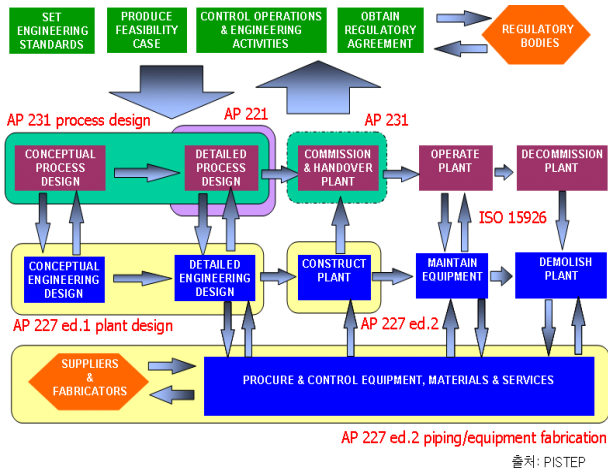 SET
ENGINEERING
STANDARDS
PRODUCE
FEASIBILITY
CASE
CONTROL OPERATIONS
& ENGINEERING
ACTIVITIES
OBTAIN
REGULATORY
AGREEMENT
REGULATORY
BODIES
AP 221
AP 231 process design
AP 231
CONCEPTUAL
PROCESS
DESIGN
DETAILED
PROCESS
DESIGN
COMMISSION
& HANDOVER
PLANT
OPERATE
PLANT
DECOMMISSION
PLANT
ISO 15926
CONCEPTUAL
ENGINEERING
DESIGN
DETAILED
ENGINEERING
DESIGN
CONSTRUCT
PLANT
MAINTAIN
EQUIPMENT
DEMOLISH
PLANT
AP 227 ed.1 plant design
AP 227 ed.2
SUPPLIERS
&
FABRICATORS
PROCURE & CONTROL EQUIPMENT, MATERIALS & SERVICES
AP 227 ed.2 piping/equipment fabrication
출처: PISTEP